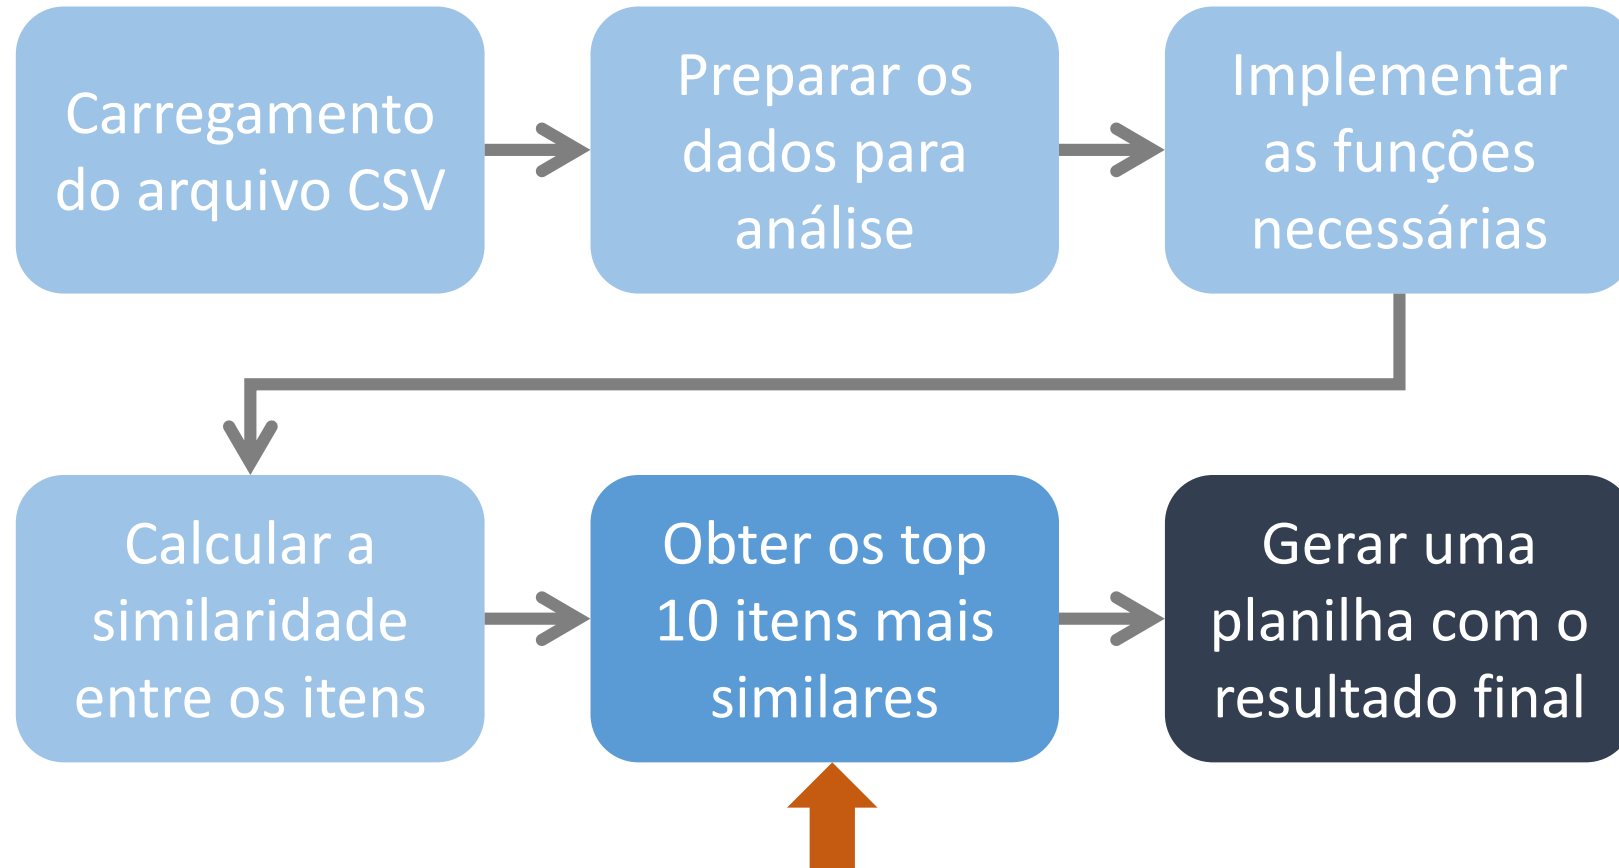 Carregamento
do arquivo CSV
Preparar os
dados para
análise
Implementar
as funções
necessárias
Calcular a
similaridade
entre os itens
Obter os top
10 itens mais
similares
Gerar uma
planilha com o
resultado final